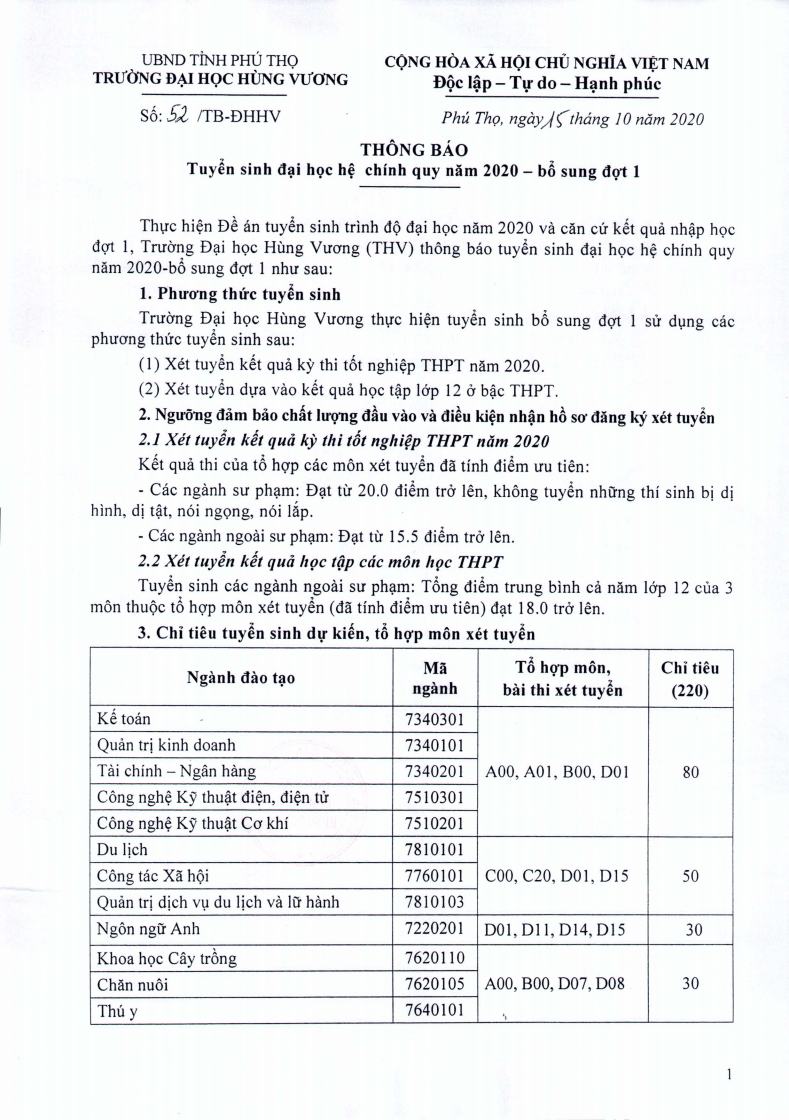 UBND TỈNH PHÚ THỌ
TRƯỜNG ĐẠI HỌC HÙNG VƯƠNG
CỘNG HÒA XÃ HỘI CHỦ NGHĨA VIỆT NAM
Độc lập – Tự do – Hạnh phúc
Số: 52 /TB-ĐHHV
Phú Thọ, ngày 15 tháng 10 năm 2020
THÔNG BÁO
Tuyển sinh đại học hệ chính quy năm 2020 – bổ sung đợt 1
Thực hiện Đề án tuyển sinh trình độ đại học năm 2020 và căn cứ kết quả nhập học
đợt 1, Trường Đại học Hùng Vương (THV) thông báo tuyển sinh đại học hệ chính quy
năm 2020-bổ sung đợt 1 như sau:
1. Phương thức tuyển sinh
Trường Đại học Hùng Vương thực hiện tuyển sinh bổ sung đợt 1 sử dụng các
phương thức tuyển sinh sau:
(1) Xét tuyển kết quả kỳ thi tốt nghiệp THPT năm 2020.
(2) Xét tuyển dựa vào kết quả học tập lớp 12 ở bậc THPT.
2. Ngưỡng đảm bảo chất lượng đầu vào và điều kiện nhận hồ sơ đăng ký xét tuyển
2.1 Xét tuyển kết quả kỳ thi tốt nghiệp THPT năm 2020
Kết quả thi của tổ hợp các môn xét tuyển đã tính điểm ưu tiên:
- Các ngành sư phạm: Đạt từ 20.0 điểm trở lên, không tuyển những thí sinh bị dị
hình, dị tật, nói ngọng, nói lắp.
- Các ngành ngoài sư phạm: Đạt từ 15.5 điểm trở lên.
2.2 Xét tuyển kết quả học tập các môn học THPT
Tuyển sinh các ngành ngoài sư phạm: Tổng điểm trung bình cả năm lớp 12 của 3
môn thuộc tổ hợp môn xét tuyển (đã tính điểm ưu tiên) đạt 18.0 trở lên.
3. Chỉ tiêu tuyển sinh dự kiến, tổ hợp môn xét tuyển
Ngành đào tạo
Mã
ngành
Tổ hợp môn,
bài thi xét tuyển
Chỉ tiêu
(220)
Kế toán 7340301
Quản trị kinh doanh 7340101
Tài chính – Ngân hàng 7340201 A00, A01, B00, D01 80
Công nghệ Kỹ thuật điện, điện tử 7510301
Công nghệ Kỹ thuật Cơ khí 7510201
Du lịch 7810101
Công tác Xã hội 7760101 C00, C20, D01, D15 50
Quản trị dịch vụ du lịch và lữ hành 7810103
Ngôn ngữ Anh 7220201 D01, D11, D14, D15 30
Khoa học Cây trồng 7620110
Chăn nuôi 7620105 A00, B00, D07, D08 30
Thú y 7640101
1